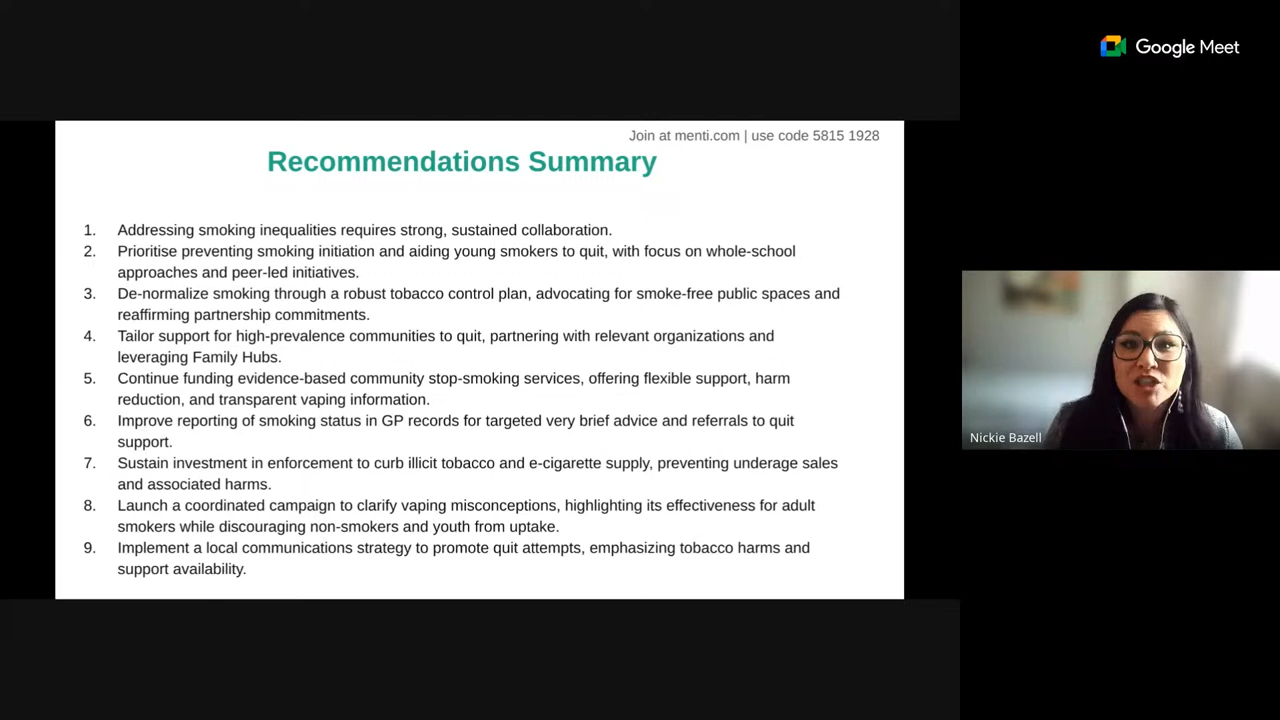 Google Meet
Join at menti.com | use code 5815 1928
Recommendations Summary
1. Addressing smoking inequalities requires strong, sustained collaboration.
2. Prioritise preventing smoking initiation and aiding young smokers to quit, with focus on whole-school
approaches and peer-led initiatives.
3. De-normalize smoking through a robust tobacco control plan, advocating for smoke-free public spaces and
reaffirming partnership commitments.
4. Tailor support for high-prevalence communities to quit, partnering with relevant organizations and
leveraging Family Hubs.
5. Continue funding evidence-based community stop-smoking services, offering flexible support, harm
reduction, and transparent vaping information.
6. Improve reporting of smoking status in GP records for targeted very brief advice and referrals to quit
support.
7. Sustain investment in enforcement to curb illicit tobacco and e-cigarette supply, preventing underage sales
and associated harms.
8. Launch a coordinated campaign to clarify vaping misconceptions, highlighting its effectiveness for adult
smokers while discouraging non-smokers and youth from uptake.
9. Implement a local communications strategy to promote quit attempts, emphasizing tobacco harms and
support availability.
Nickie Bazell